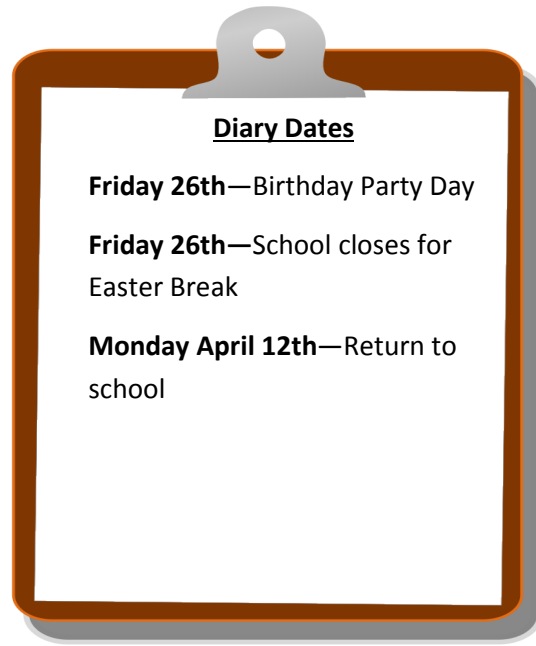 Diary Dates
Friday 26th—Birthday Party Day
Friday 26th—School closes for
Easter Break
Monday April 12th—Return to
school